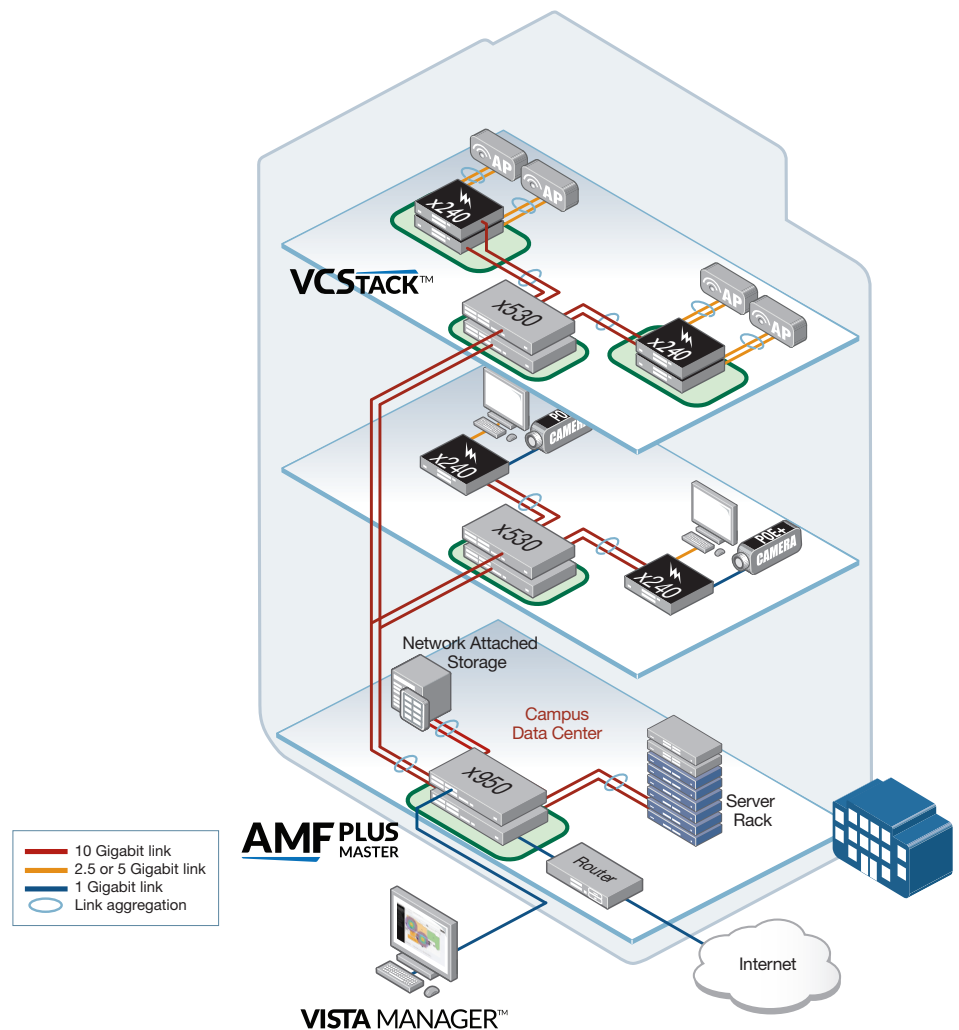 AP
AP
x240
VCSTACK™
x530
AP
AP
x240
PO
CAMERA
x240
x530
POE+
CAMERA
x240
Network Attached
Storage
Campus
Data Center
x950
Server
Rack
AMF PLUS
MASTER
Router
10 Gigabit link
2.5 or 5 Gigabit link
1 Gigabit link
Link aggregation
Internet
VISTA MANAGER™